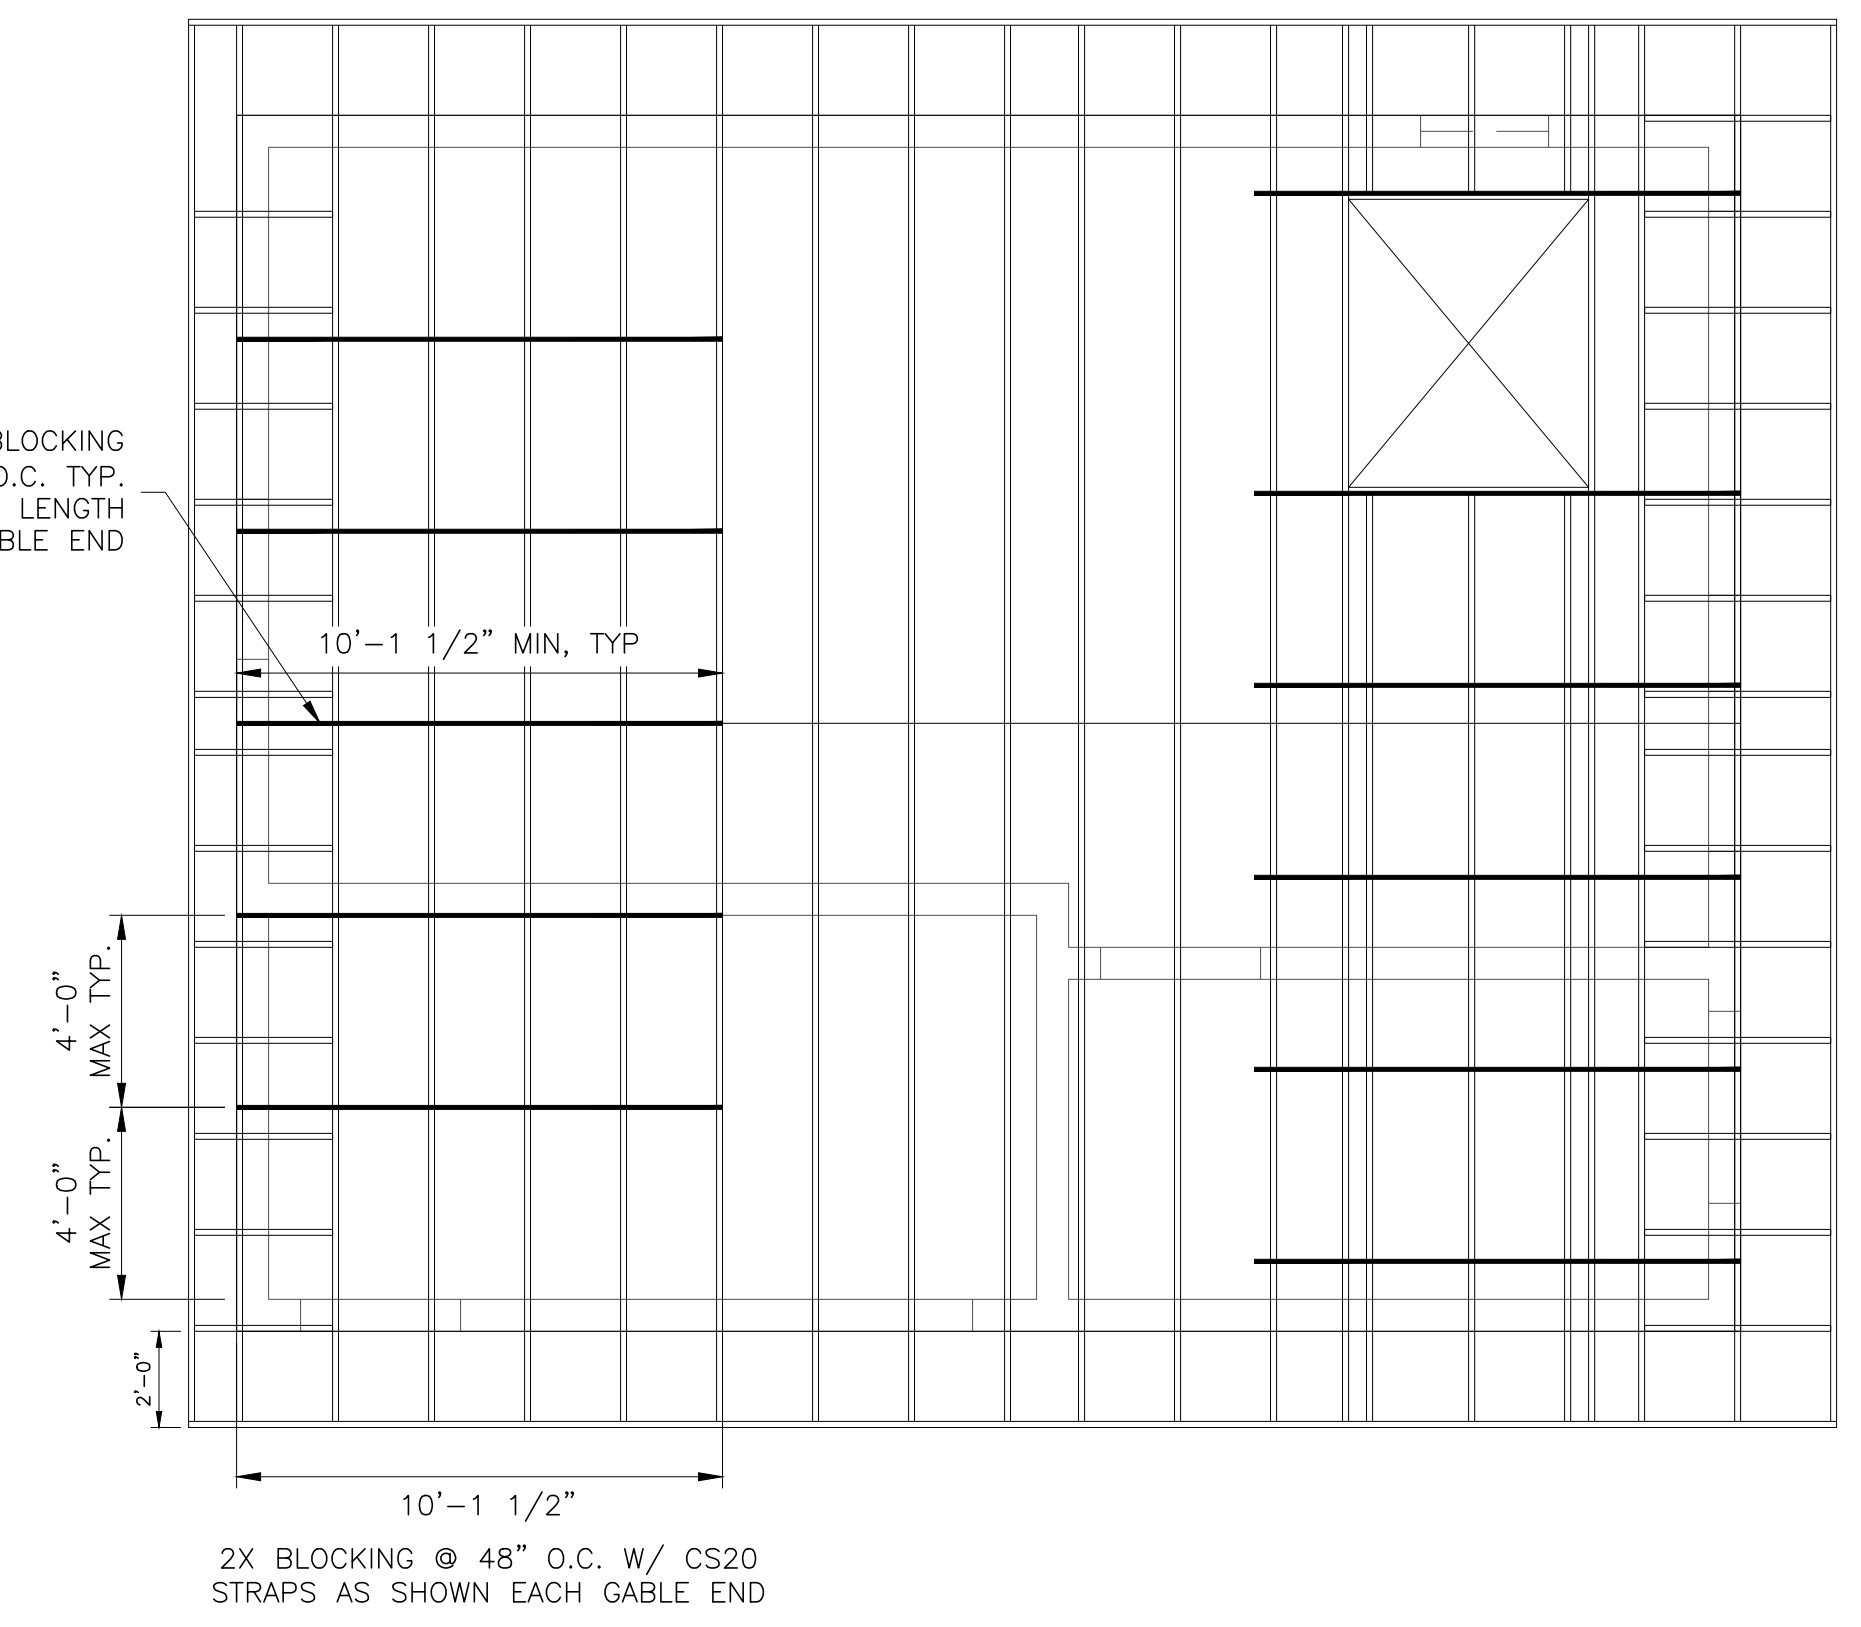 BLOCKING
O.C. TYP.
LENGTH
END
10'-1 1/2" MIN, TYP
4'-0"
MAX TYP.
4'-0"
MAX TYP.
2'-0"
10'-1 1/2"
2X BLOCKING @ 48" O.C. W/ CS20
STRAPS AS SHOWN EACH GABLE END